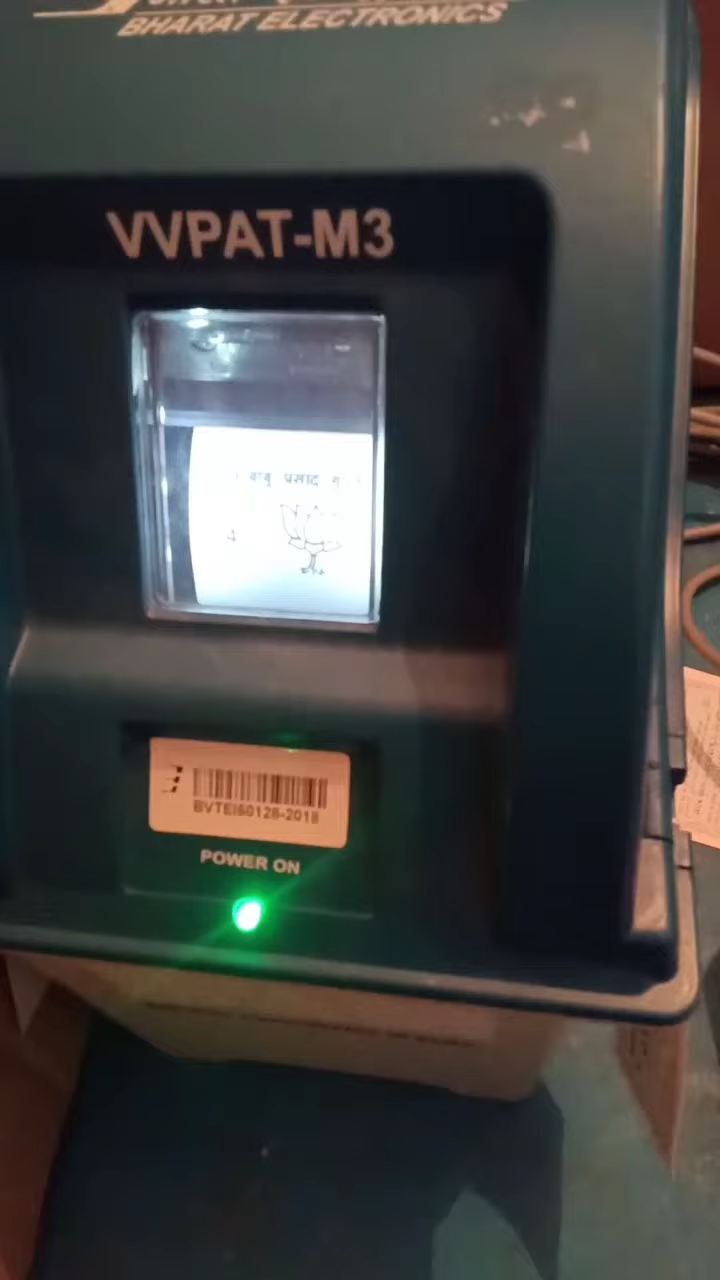 BHARAT ELECTRONICS
VVPAT-M3
बाबू प्रसाद
4
BVTEI60128-2018
POWER ON